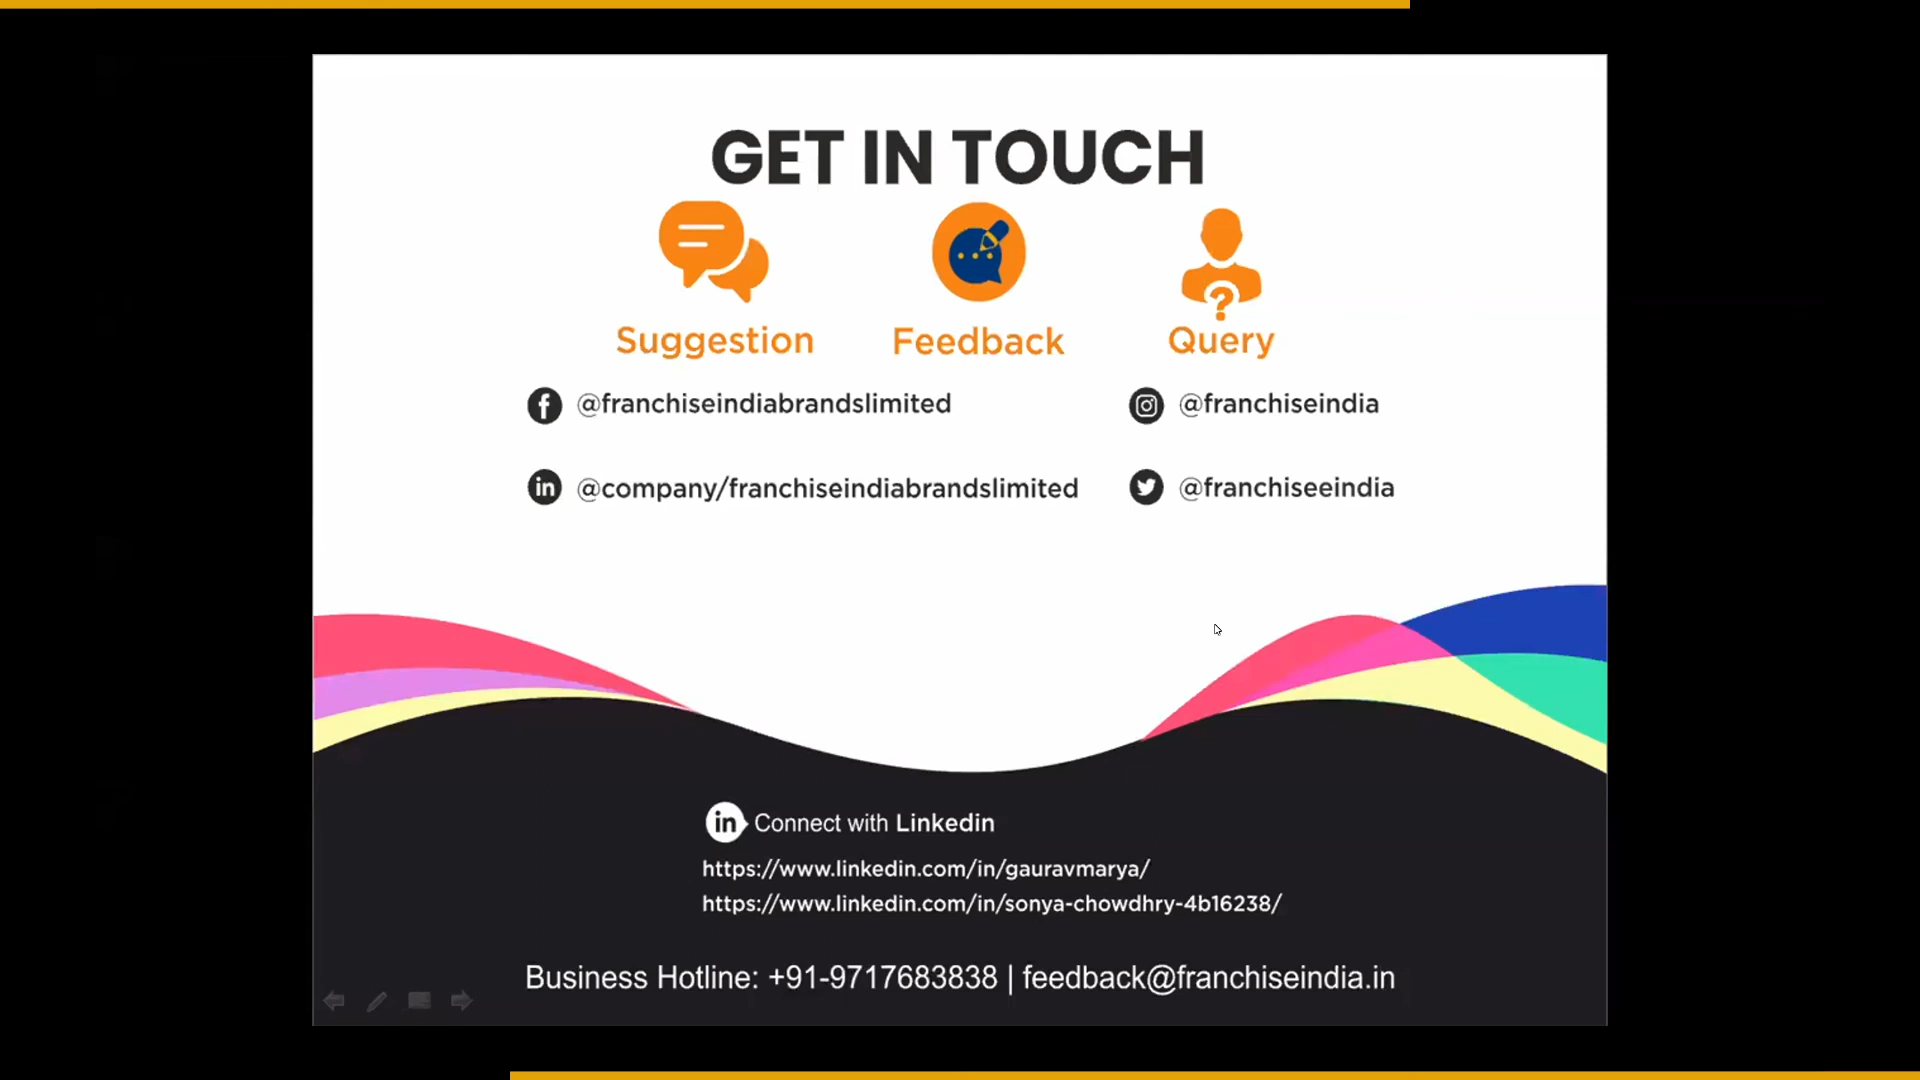 GET IN TOUCH
Suggestion Feedback Query
@franchiseindiabrandslimited @franchiseindia
@company/franchiseindiabrandslimited @franchiseeindia
Connect with Linkedin
https://www.linkedin.com/in/gauravmarya/
https://www.linkedin.com/in/sonya-chowdhry-4b16238/
Business Hotline: +91-9717683838 | feedback@franchiseindia.in